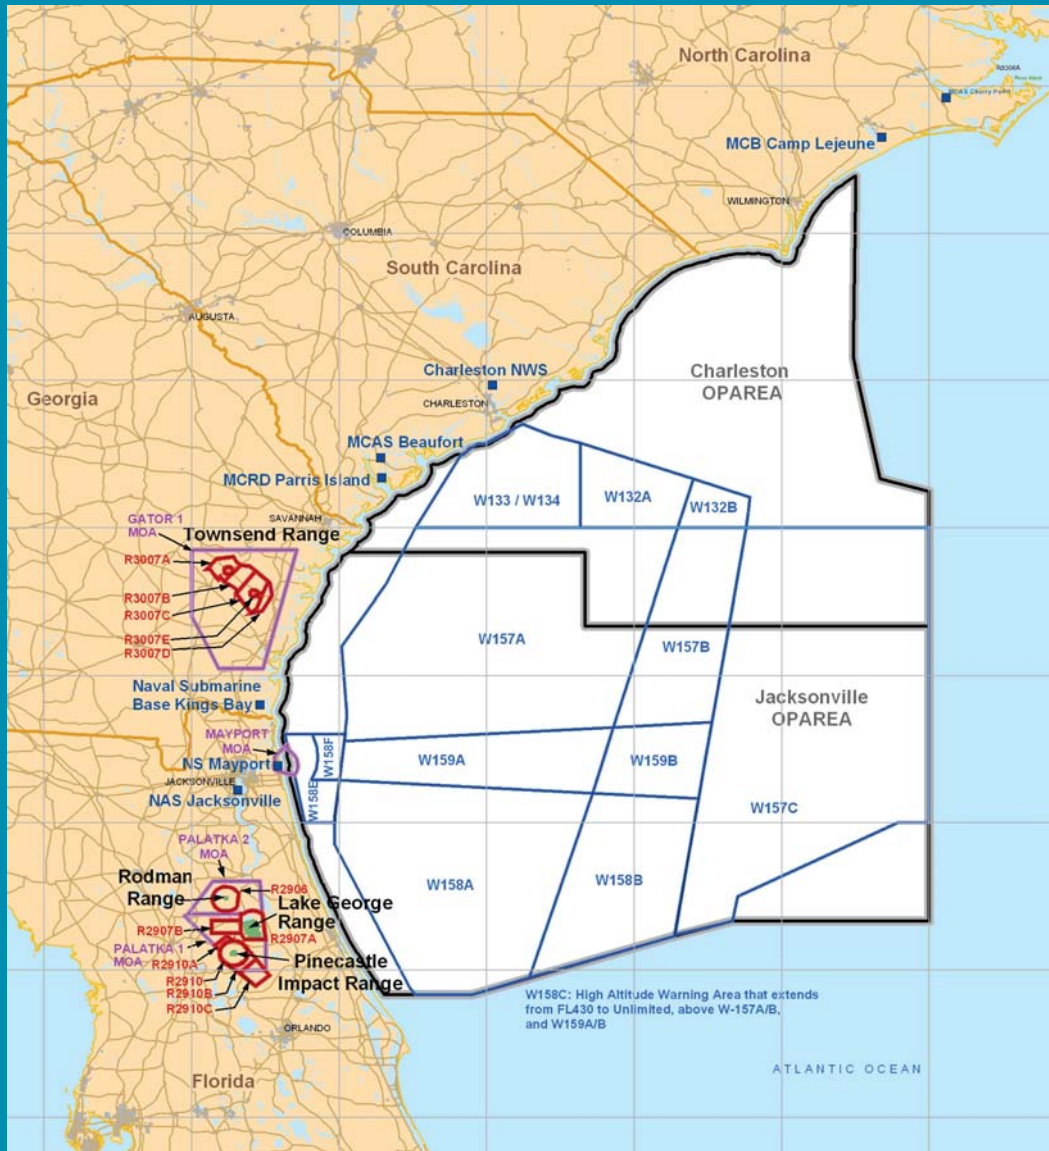 North Carolina
R5306A
MCAS Cherry Point
MCB Camp Lejeune
WILMINGTON
COLUMBIA
South Carolina
AUGUSTA
Charleston NWS
Charleston
OPAREA
Georgia
CHARLESTON
MCAS Beaufort
MCRD Parris Island
W133 / W134
W132A
W132B
GATOR 1
MOA
SAVANNAH
Townsend Range
R3007A
R3007B
R3007C
R3007E
R3007D
W157A
W157B
Naval Submarine
Base Kings Bay
Jacksonville
OPAREA
MAYPORT
MOA
NS Mayport
W158F
W159A
W159B
JACKSONVILLE
NAS Jacksonville
W158E
W157C
PALATKA 2
MOA
Rodman
Range
R2906
Lake George
Range
W158A
W158B
R2907B
R2907A
PALATKA 1
MOA
R2910A
Pinecastle
Impact Range
R2910
R2910B
R2910C
W158C: High Altitude Warning Area that extends
from FL430 to Unlimited, above W-157A/B,
and W159A/B
ORLANDO
ATLANTIC OCEAN
Florida